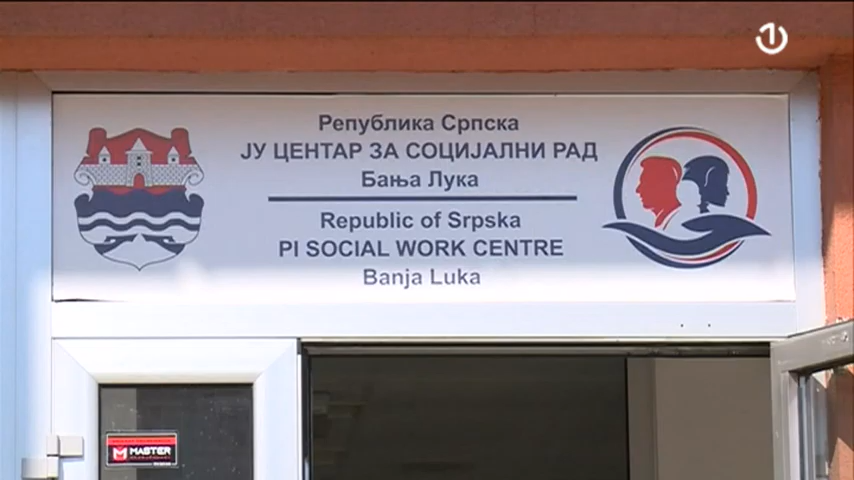 Република Српска
ЈУ ЦЕНТАР ЗА СОЦИЈАЛНИ РАД
Бања Лука
Republic of Srpska
PI SOCIAL WORK CENTRE
Banja Luka
MASTER